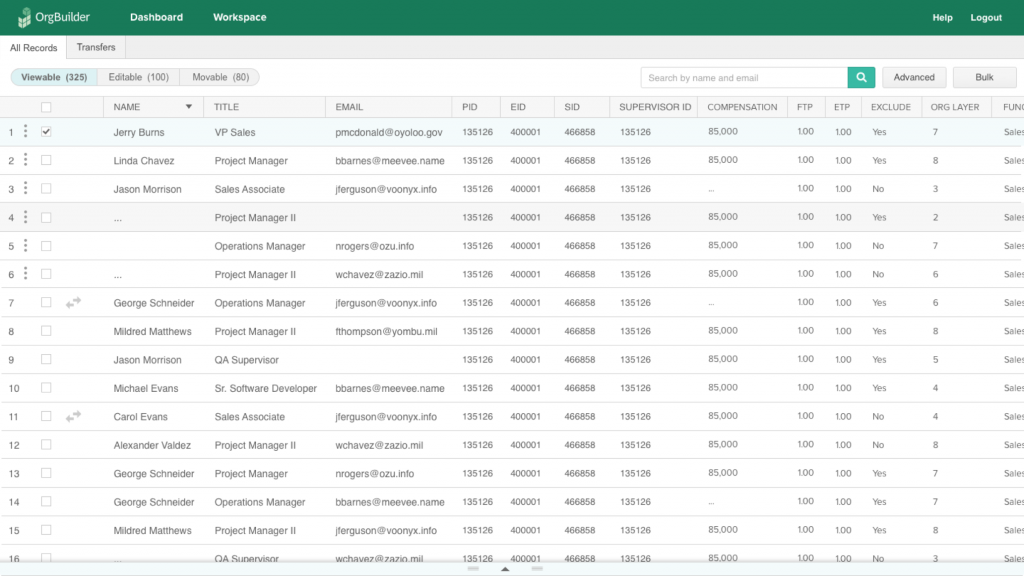 OrgBuilder Dashboard Workspace Help Logout
All Records Transfers
Viewable (325) Editable (100) Movable (80) Search by name and email Advanced Bulk
NAME TITLE EMAIL PID EID SID SUPERVISOR ID COMPENSATION FTP ETP EXCLUDE ORG LAYER FUNC
1 Jerry Burns VP Sales pmcdonald@oyoloo.gov 135126 400001 466858 135126 85,000 1.00 1.00 Yes 7 Sales
2 Linda Chavez Project Manager bbarnes@meevee.name 135126 400001 466858 135126 85,000 1.00 1.00 Yes 8 Sales
3 Jason Morrison Sales Associate jferguson@voonyx.info 135126 400001 466858 135126 ... 1.00 1.00 No 3 Sales
4 ... Project Manager II 135126 400001 466858 135126 85,000 1.00 1.00 Yes 2 Sales
5 Operations Manager nrogers@ozu.info 135126 400001 466858 135126 85,000 1.00 1.00 No 7 Sales
6 ... Project Manager II wchavez@zazio.mil 135126 400001 466858 135126 85,000 1.00 1.00 No 6 Sales
7 George Schneider Operations Manager jferguson@voonyx.info 135126 400001 466858 135126 ... 1.00 1.00 Yes 6 Sales
8 Mildred Matthews Project Manager II fthompson@yombu.mil 135126 400001 466858 135126 85,000 1.00 1.00 Yes 8 Sales
9 Jason Morrison QA Supervisor 135126 400001 466858 135126 85,000 1.00 1.00 No 5 Sales
10 Michael Evans Sr. Software Developer bbarnes@meevee.name 135126 400001 466858 135126 85,000 1.00 1.00 Yes 4 Sales
11 Carol Evans Sales Associate jferguson@voonyx.info 135126 400001 466858 135126 85,000 1.00 1.00 No 4 Sales
12 Alexander Valdez Project Manager II wchavez@zazio.mil 135126 400001 466858 135126 85,000 1.00 1.00 No 8 Sales
13 George Schneider Project Manager nrogers@ozu.info 135126 400001 466858 135126 85,000 1.00 1.00 Yes 7 Sales
14 George Schneider Operations Manager bbarnes@meevee.name 135126 400001 466858 135126 ... 1.00 1.00 Yes 7 Sales
15 Mildred Matthews Project Manager II jferguson@voonyx.info 135126 400001 466858 135126 85,000 1.00 1.00 Yes 8 Sales
16 ... QA Supervisor wchavez@zazio.mil 135126 400001 466858 135126 85,000 1.00 1.00 No 3 Sales